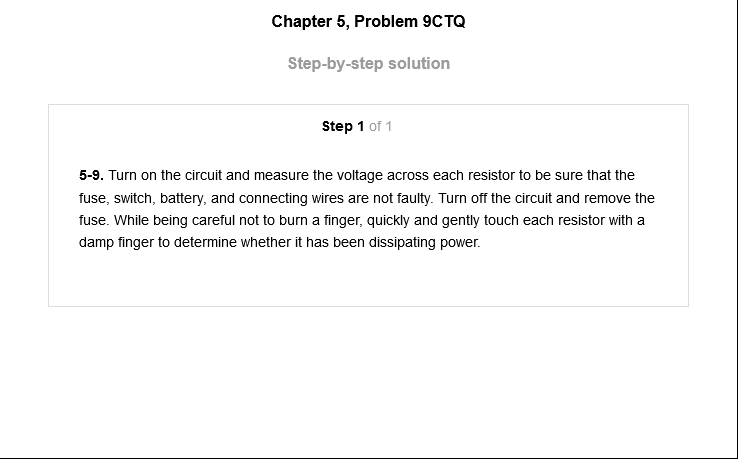 Chapter 5, Problem 9CTQ
Step-by-step solution
Step 1 of 1
5-9. Turn on the circuit and measure the voltage across each resistor to be sure that the
fuse, switch, battery, and connecting wires are not faulty. Turn off the circuit and remove the
fuse. While being careful not to burn a finger, quickly and gently touch each resistor with a
damp finger to determine whether it has been dissipating power.